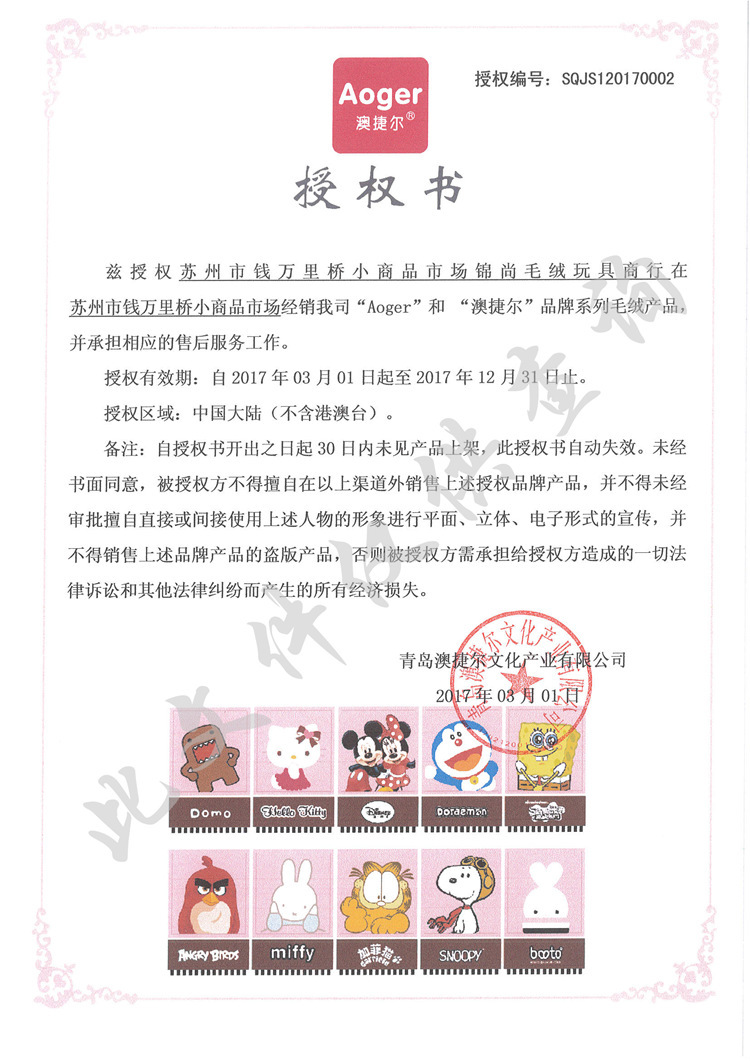 授权编号：SQJS120170002
Aoger
澳捷尔®
授权书
兹授权苏州市钱万里桥小商品市场锦尚毛绒玩具商行在
苏州市钱万里桥小商品市场经销我司“Aoger”和 “澳捷尔”品牌系列毛绒产品，
并承担相应的售后服务工作。
授权有效期：自 2017 年 03 月 01 日起至 2017 年 12 月 31 日止。
授权区域：中国大陆（不含港澳台）。
备注：自授权书开出之日起 30 日内未见产品上架，此授权书自动失效。未经
书面同意，被授权方不得擅自在以上渠道外销售上述授权品牌产品，并不得未经
审批擅自直接或间接使用上述人物的形象进行平面、立体、电子形式的宣传，并
不得销售上述品牌产品的盗版产品，否则被授权方需承担给授权方造成的一切法
律诉讼和其他法律纠纷而产生的所有经济损失。
青岛澳捷尔文化产业有限公司
2017 年 03 月 01 日
青岛澳捷尔文化产业有限公司
此文件仅供查询
Domo
Hello Kitty
Disney
Doraemon
ANGRY BIRDS
miffy
加菲猫
GARFIELD
SNOOPY
booto